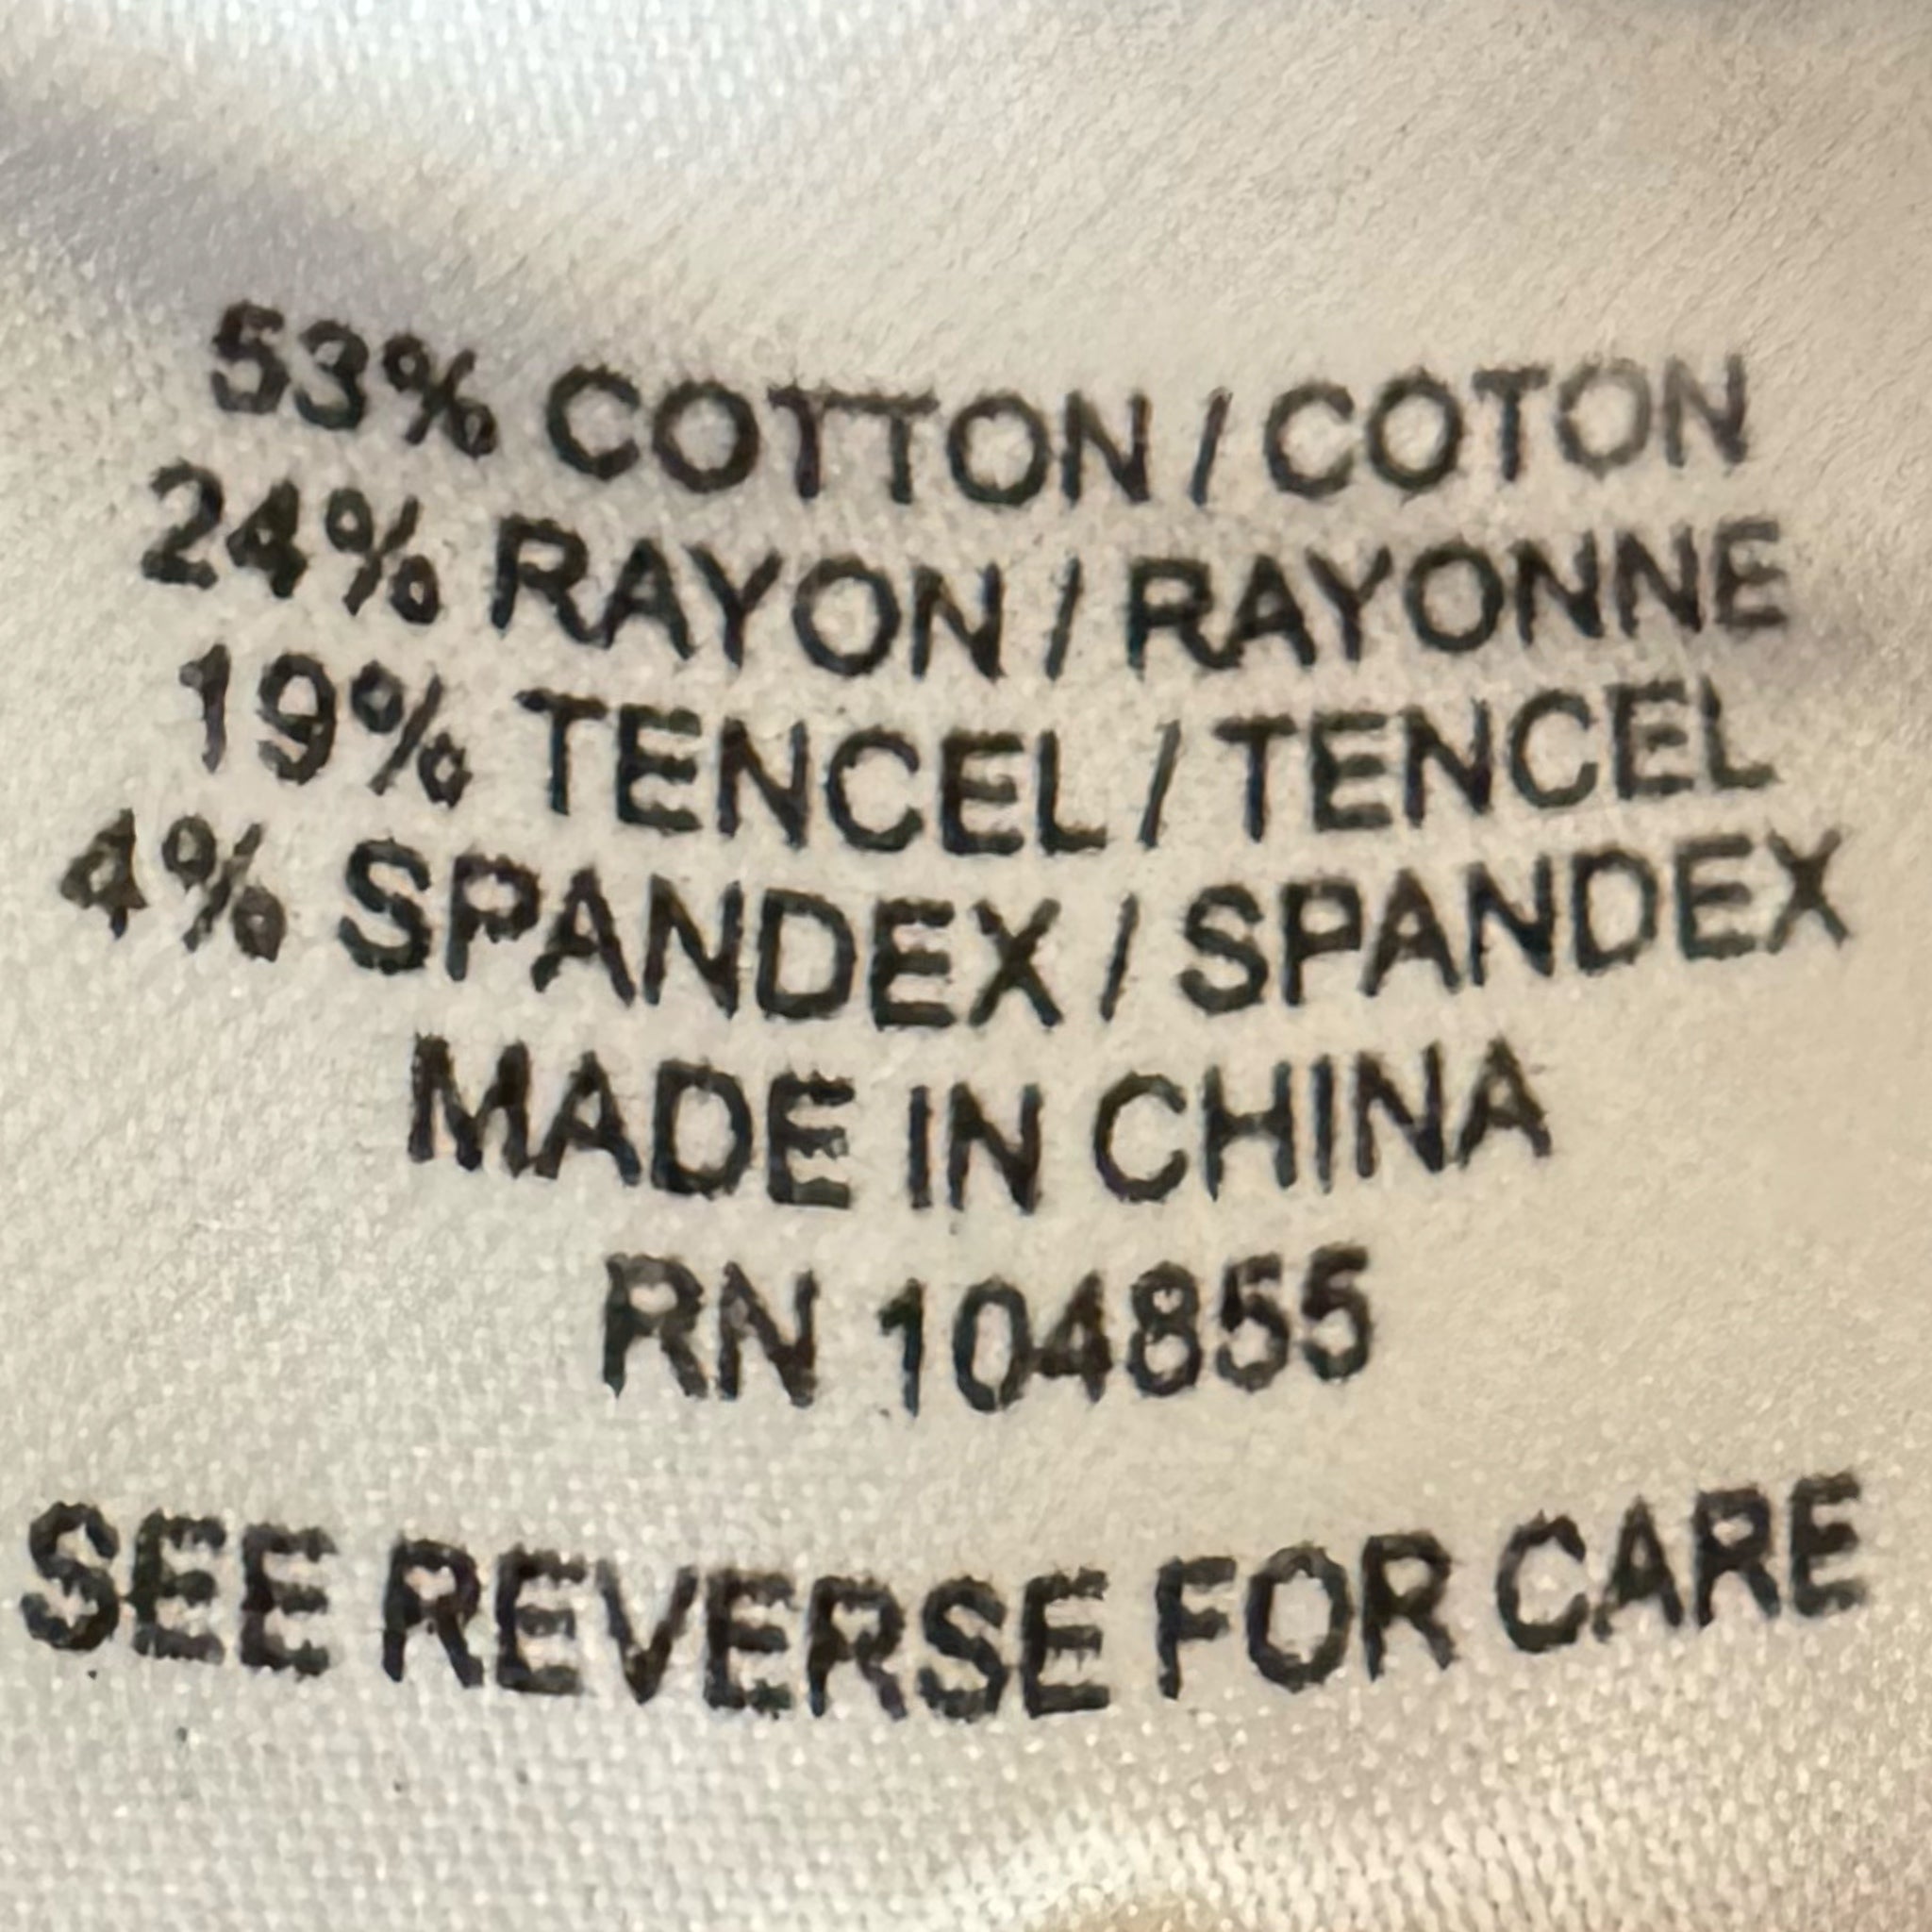 53% COTTON / COTON
24% RAYON / RAYONNE
19% TENCEL / TENCEL
4% SPANDEX / SPANDEX
MADE IN CHINA
RN 104855
SEE REVERSE FOR CARE